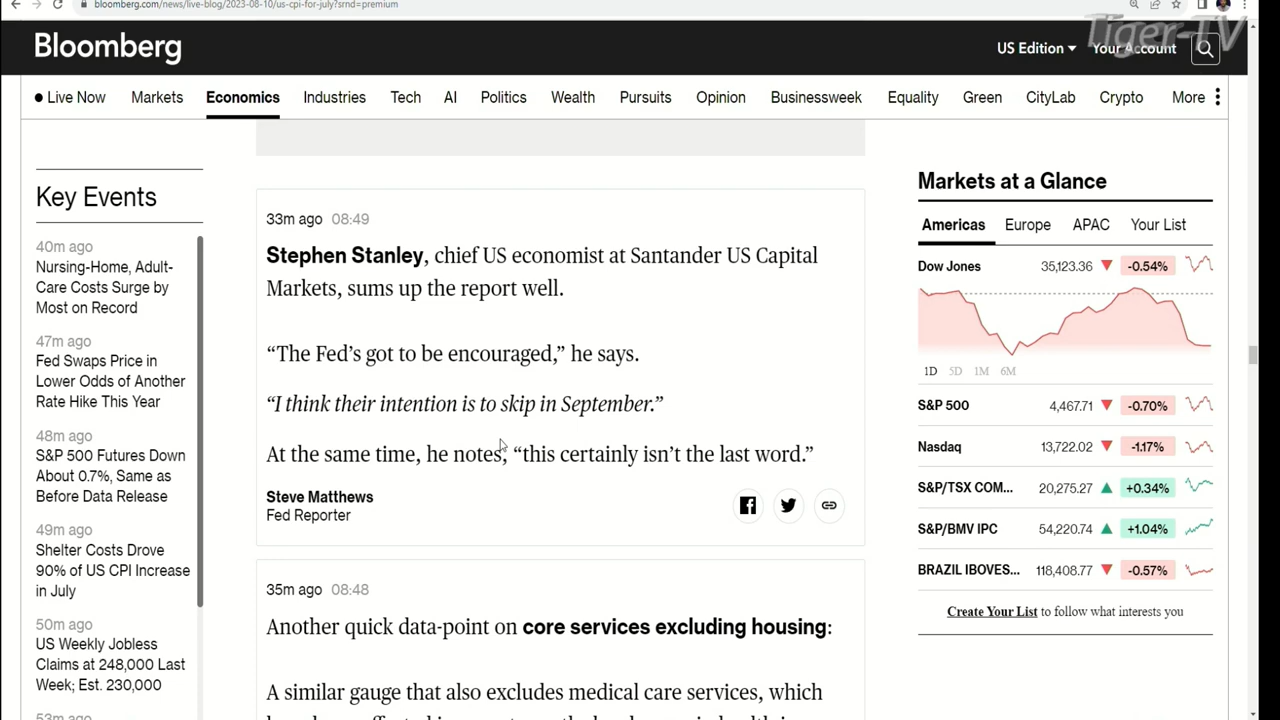 bloomberg.com/news/live-blog/2023-08-10/us-cpi-for-july?srnd=premium
Tiger-TV
Bloomberg
US Edition
Your Account
Live Now
Markets
Economics
Industries
Tech
AI
Politics
Wealth
Pursuits
Opinion
Businessweek
Equality
Green
CityLab
Crypto
More
Key Events
40m ago
Nursing-Home, Adult-
Care Costs Surge by
Most on Record
47m ago
Fed Swaps Price in
Lower Odds of Another
Rate Hike This Year
48m ago
S&P 500 Futures Down
About 0.7%, Same as
Before Data Release
49m ago
Shelter Costs Drove
90% of US CPI Increase
in July
50m ago
US Weekly Jobless
Claims at 248,000 Last
Week; Est. 230,000
53m ago
33m ago 08:49
Stephen Stanley, chief US economist at Santander US Capital
Markets, sums up the report well.
“The Fed’s got to be encouraged,” he says.
“I think their intention is to skip in September.”
At the same time, he notes, “this certainly isn’t the last word.”
Steve Matthews
Fed Reporter
35m ago 08:48
Another quick data-point on core services excluding housing:
A similar gauge that also excludes medical care services, which
Markets at a Glance
Americas Europe APAC Your List
Dow Jones 35,123.36 -0.54%
1D 5D 1M 6M
S&P 500 4,467.71 -0.70%
Nasdaq 13,722.02 -1.17%
S&P/TSX COM... 20,275.27 +0.34%
S&P/BMV IPC 54,220.74 +1.04%
BRAZIL IBOVES... 118,408.77 -0.57%
Create Your List to follow what interests you